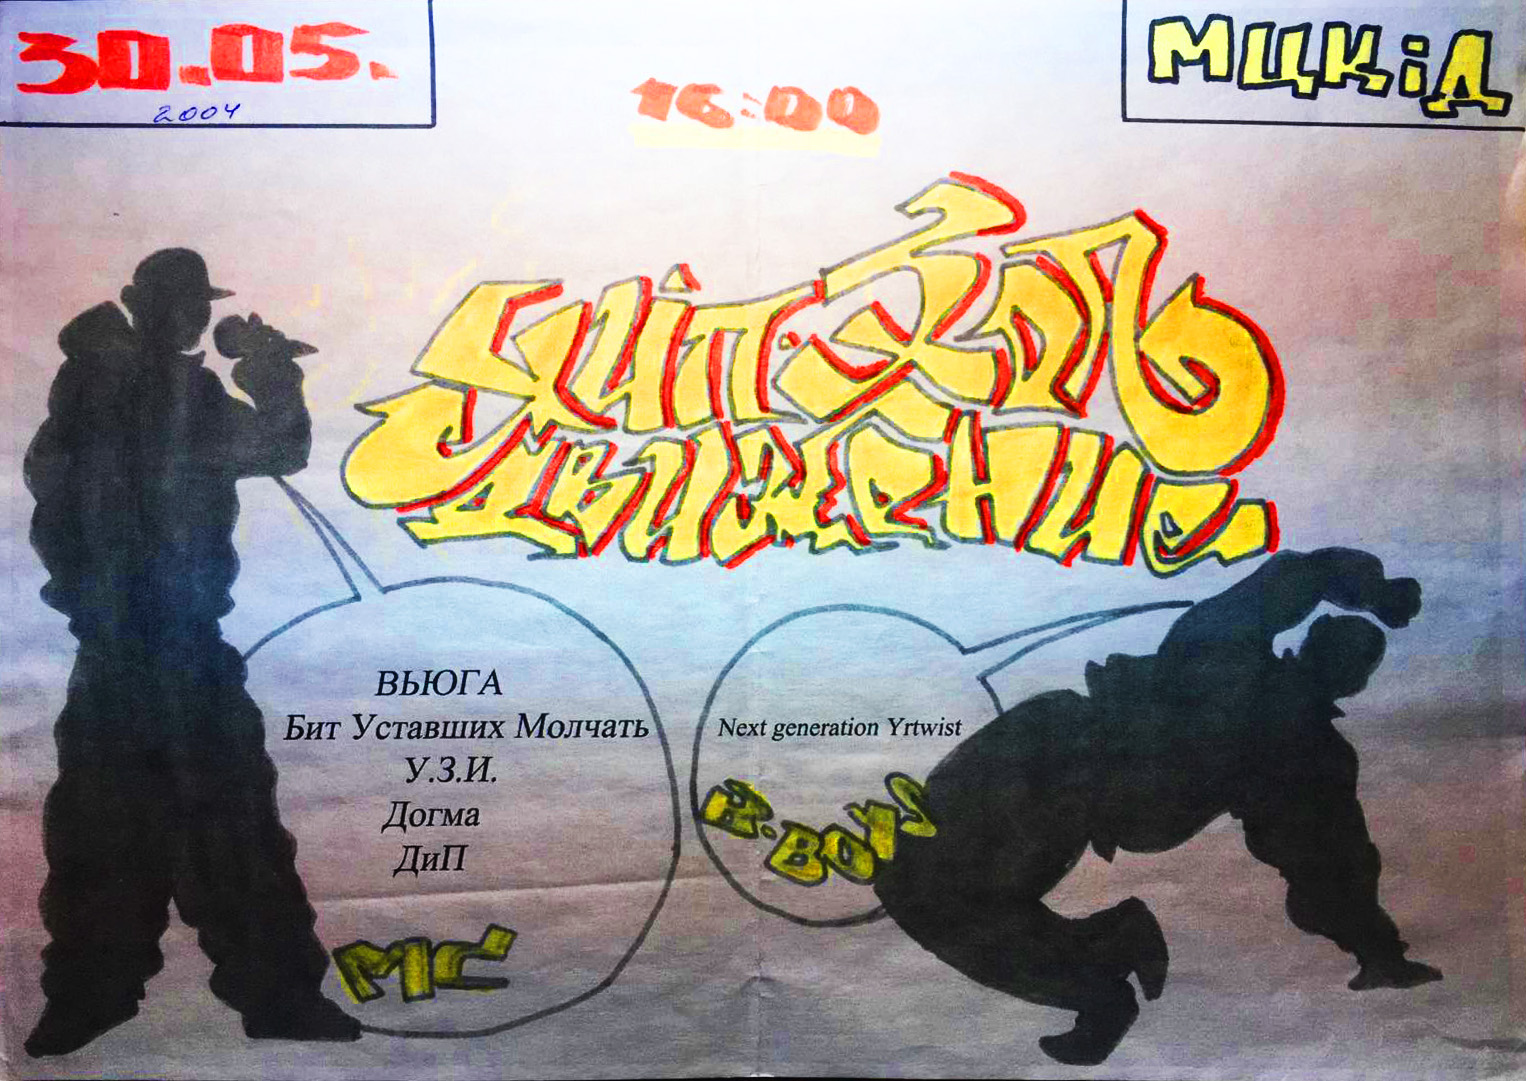 30.05.
2004
16:00
МЦКіД
ХИП-ХОП
ДВИЖЕНИЕ
ВЬЮГА
Бит Уставших Молчать
У.З.И.
Догма
ДиП
МС
Next generation Yrtwist
B-BOYS